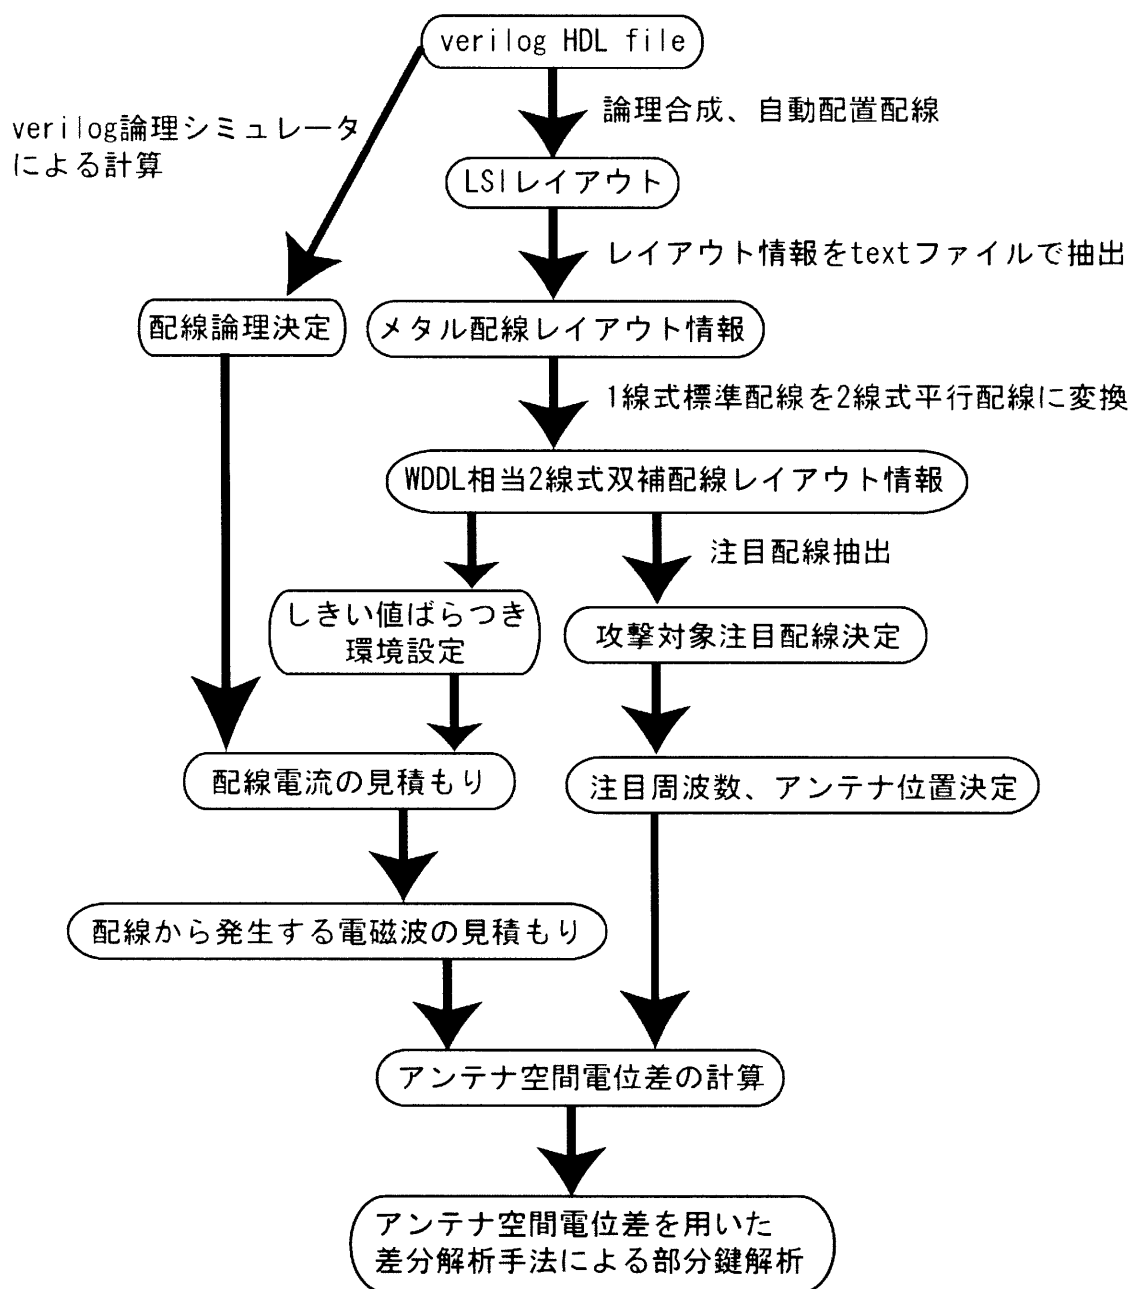 verilog HDL file
論理合成、自動配置配線
verilog論理シミュレータ
による計算
LSIレイアウト
レイアウト情報をtextファイルで抽出
配線論理決定
メタル配線レイアウト情報
1線式標準配線を2線式平行配線に変換
WDDL相当2線式双補配線レイアウト情報
注目配線抽出
しきい値ばらつき
環境設定
攻撃対象注目配線決定
配線電流の見積もり
注目周波数、アンテナ位置決定
配線から発生する電磁波の見積もり
アンテナ空間電位差の計算
アンテナ空間電位差を用いた
差分解析手法による部分鍵解析